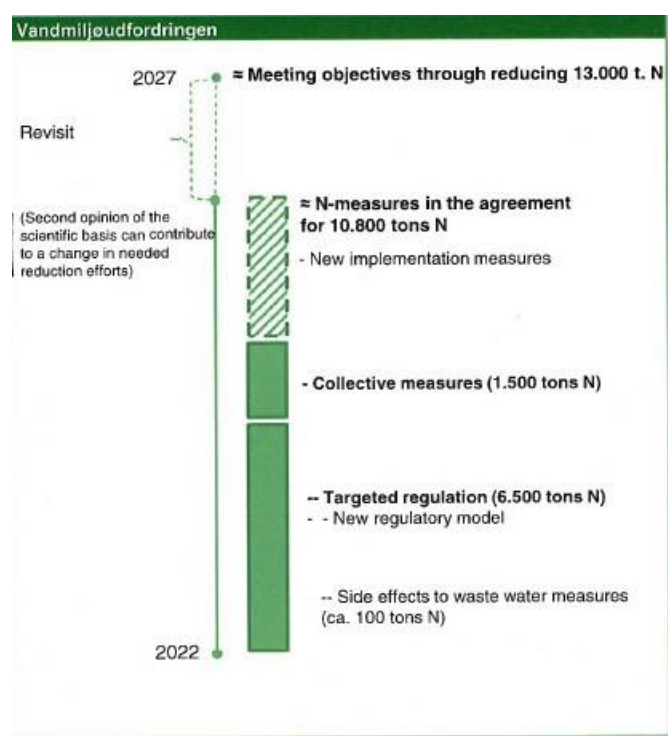 Vandmiljøudfordringen
2027
≈ Meeting objectives through reducing 13.000 t. N
Revisit
(Second opinion of the
scientific basis can contribute
to a change in needed
reduction efforts)
≈ N-measures in the agreement
for 10.800 tons N
- New implementation measures
- Collective measures (1.500 tons N)
-- Targeted regulation (6.500 tons N)
- - New regulatory model
-- Side effects to waste water measures
(ca. 100 tons N)
2022